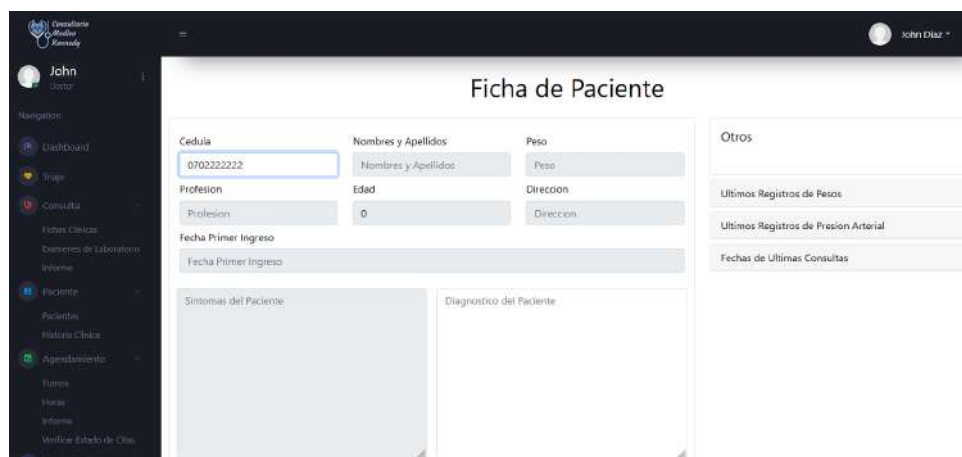 Consultorio
Medico
Kennedy
John Diaz
John
Doctor
Navigation
Dashboard
Triaje
Consulta
Fichas Clinicas
Examenes de Laboratorio
Informe
Paciente
Pacientes
Historia Clinica
Agendamiento
Turnos
Horas
Informe
Verificar Estado de Citas
Ficha de Paciente
Cedula
Nombres y Apellidos
Peso
0702222222
Nombres y Apellidos
Peso
Profesion
Edad
Direccion
Profesion
0
Direccion
Fecha Primer Ingreso
Fecha Primer Ingreso
Sintomas del Paciente
Diagnostico del Paciente
Otros
Ultimos Registros de Pesos
Ultimos Registros de Presion Arterial
Fechas de Ultimas Consultas